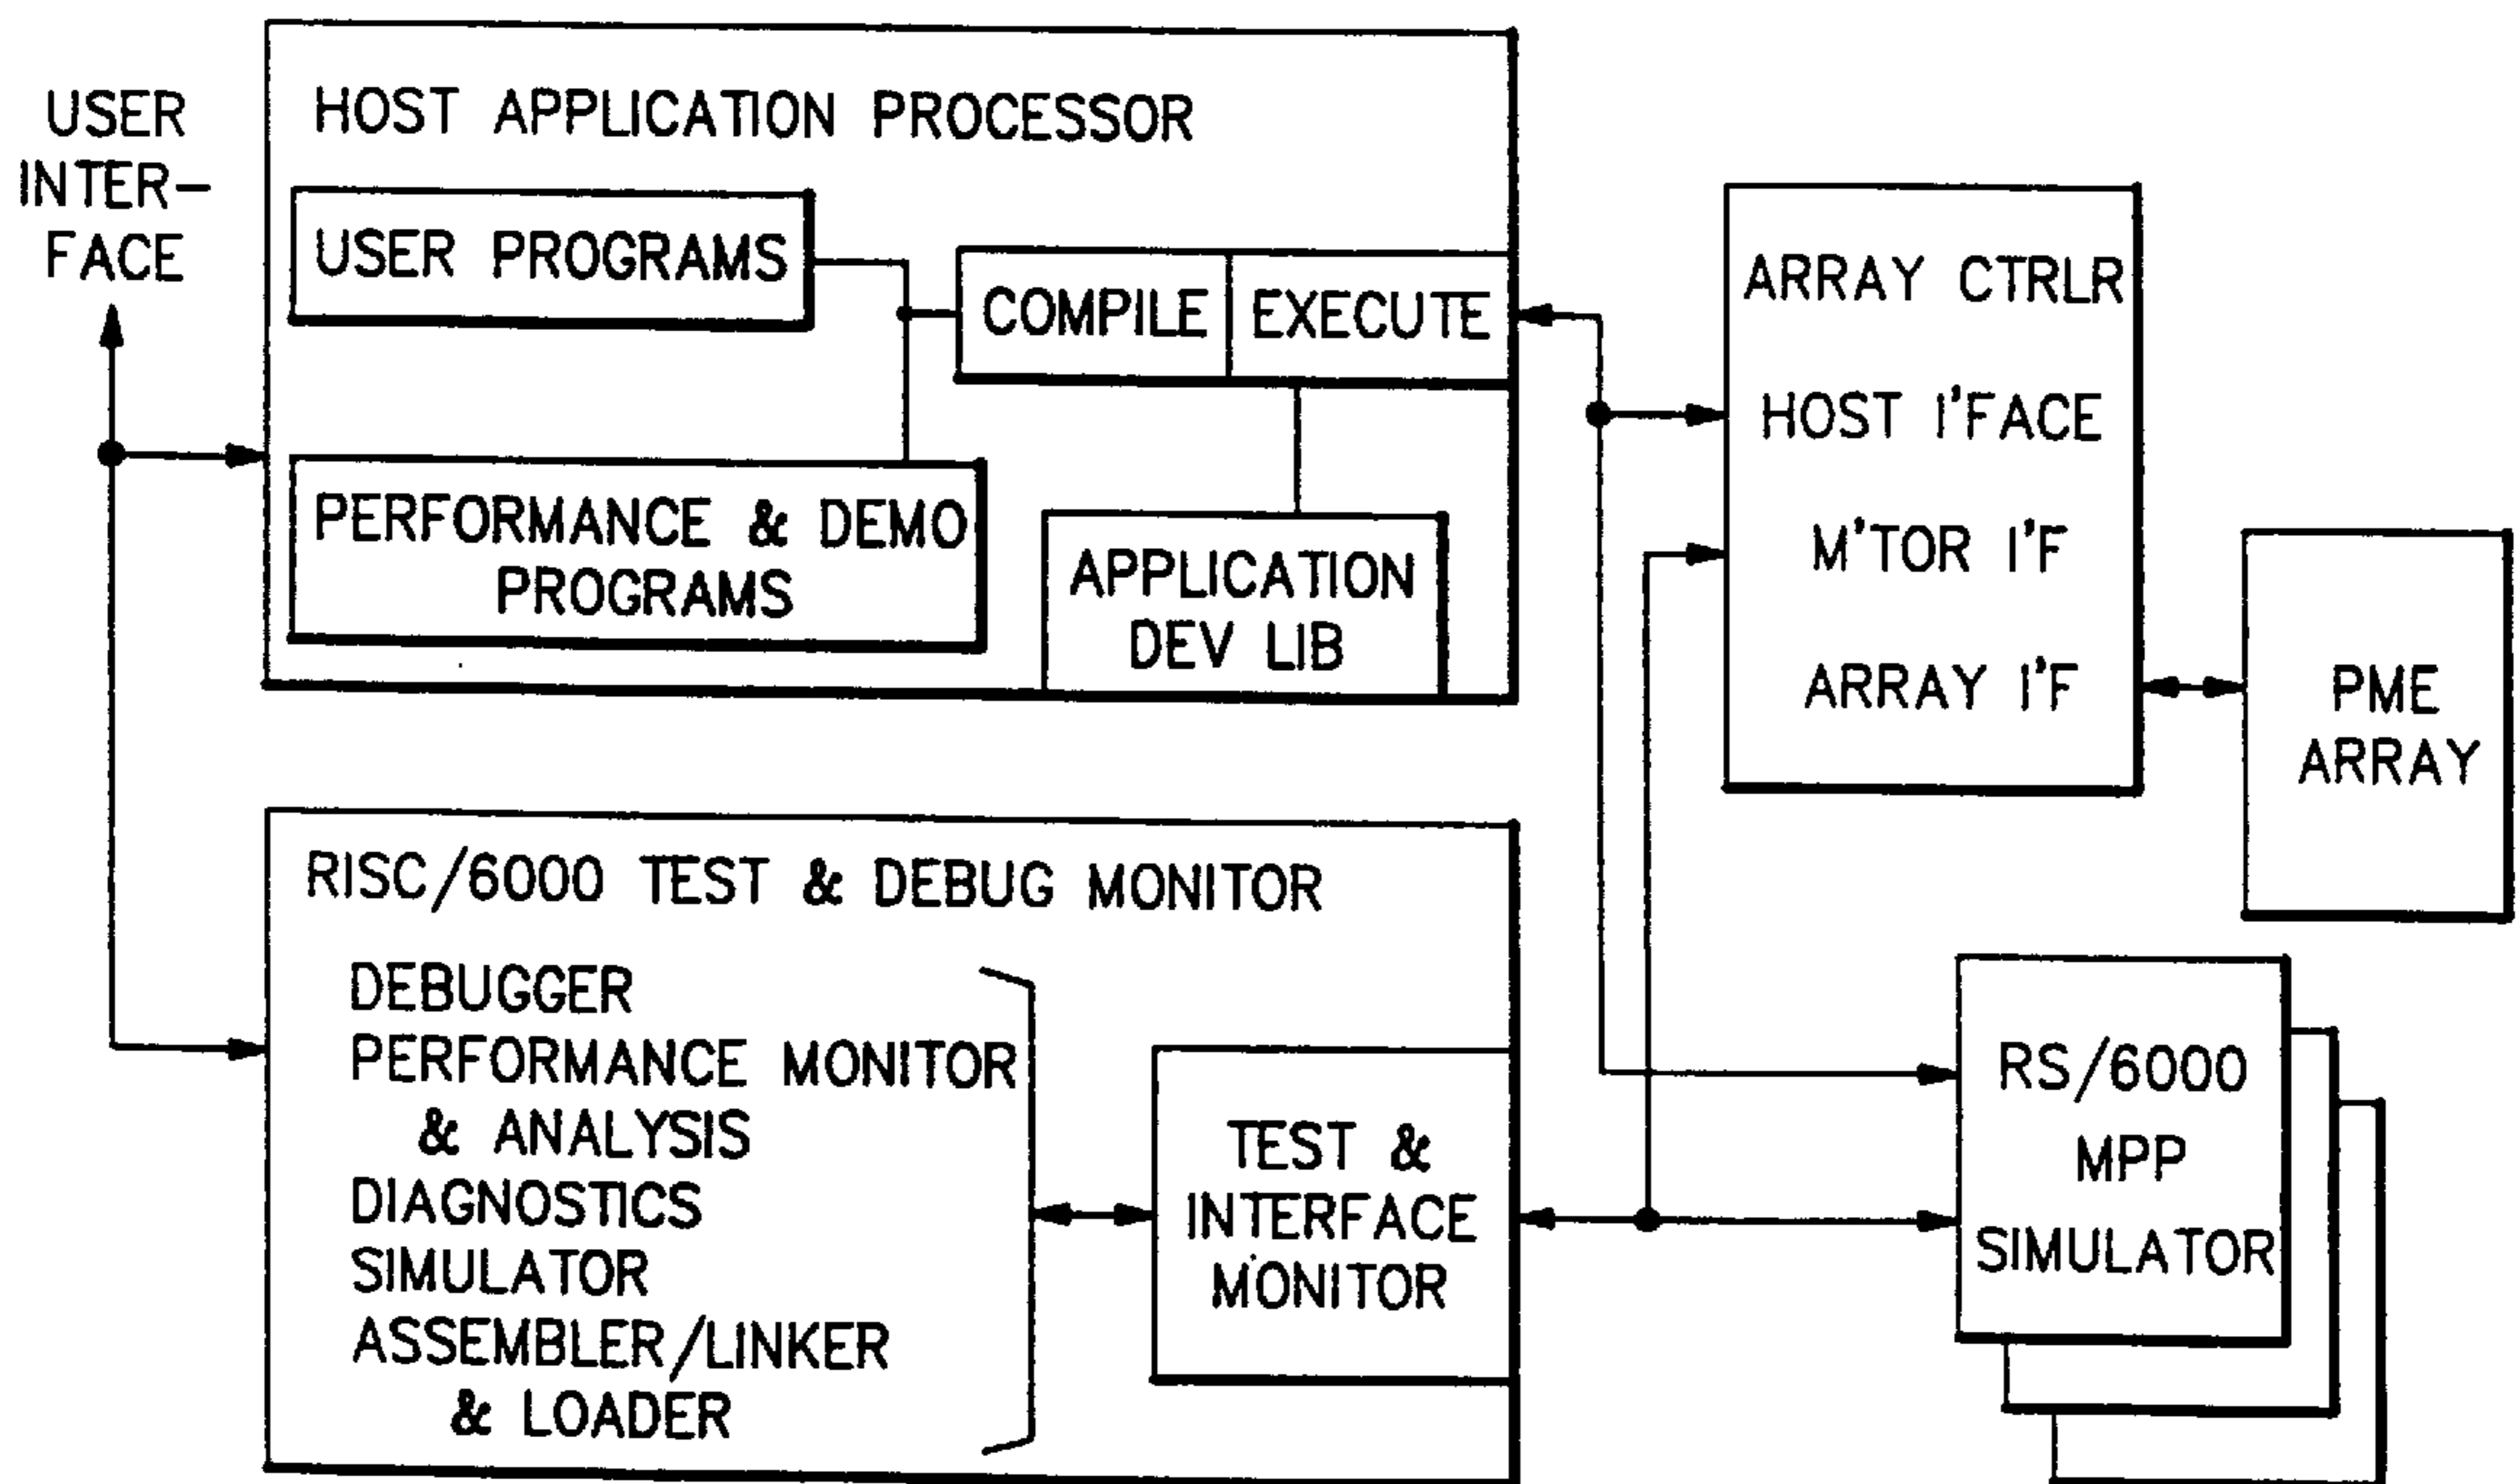 USER
INTER-
FACE
HOST APPLICATION PROCESSOR
USER PROGRAMS
COMPILE
EXECUTE
PERFORMANCE & DEMO
PROGRAMS
APPLICATION
DEV LIB
ARRAY CTRLR
HOST I'FACE
M'TOR I'F
ARRAY I'F
PME
ARRAY
RISC/6000 TEST & DEBUG MONITOR
DEBUGGER
PERFORMANCE MONITOR
& ANALYSIS
DIAGNOSTICS
SIMULATOR
ASSEMBLER/LINKER
& LOADER
TEST &
INTERFACE
MONITOR
RS/6000
MPP
SIMULATOR